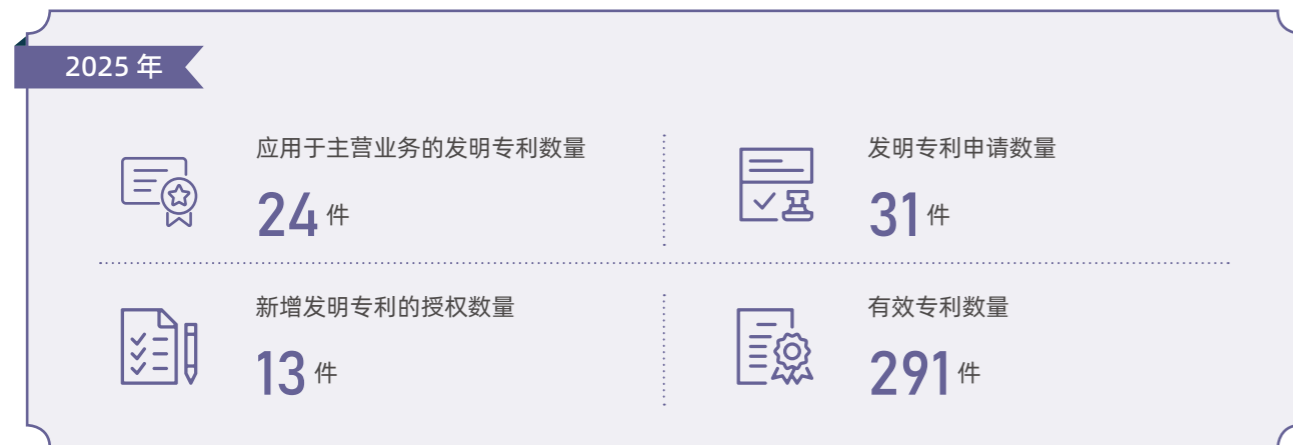 2025 年
应用于主营业务的发明专利数量
24 件
发明专利申请数量
31 件
新增发明专利的授权数量
13 件
有效专利数量
291 件